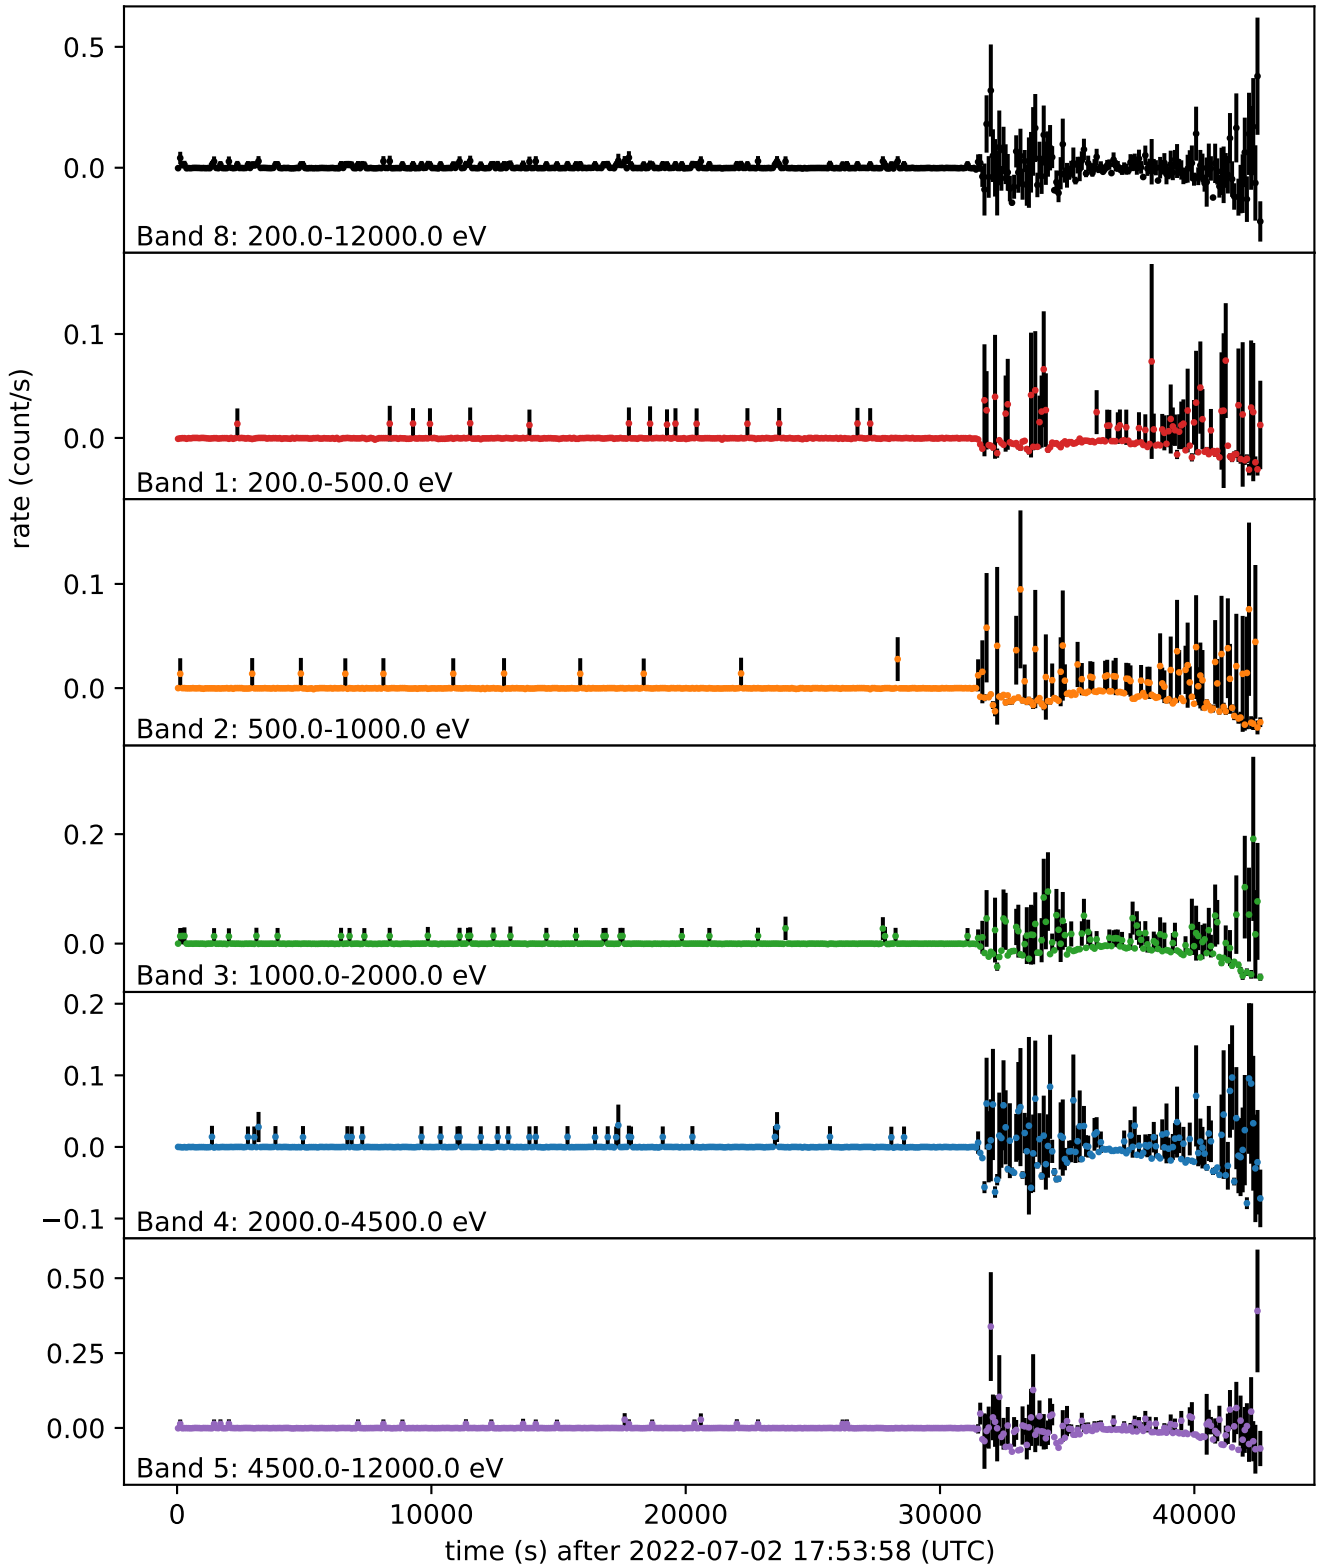 0.5
0.0
Band 8: 200.0-12000.0 eV
0.1
0.0
Band 1: 200.0-500.0 eV
rate (count/s)
0.1
0.0
Band 2: 500.0-1000.0 eV
0.2
0.0
Band 3: 1000.0-2000.0 eV
0.2
0.1
0.0
−0.1
Band 4: 2000.0-4500.0 eV
0.50
0.25
0.00
Band 5: 4500.0-12000.0 eV
0 10000 20000 30000 40000
time (s) after 2022-07-02 17:53:58 (UTC)